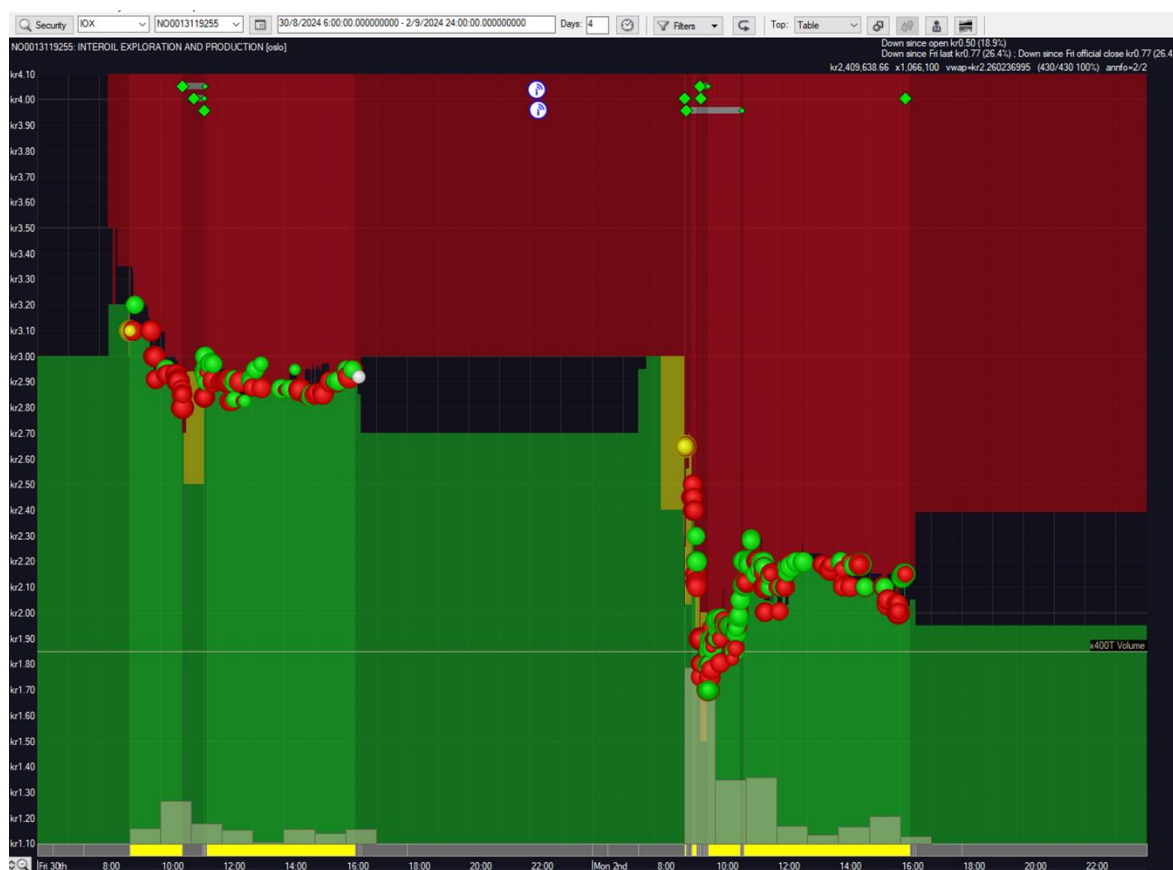 Security IOX NO0013119255 30/8/2024 6:00:00.000000000 - 2/9/2024 24:00:00.000000000 Days: 4 Filters Top: Table
NO0013119255: INTEROIL EXPLORATION AND PRODUCTION [oslo]
Down since open kr0.50 (18.9%)
Down since Fri last kr0.77 (26.4%) ; Down since Fri official close kr0.77 (26.4
kr2,409,638.66 x1,066,100 vwap=kr2.260236995 (430/430 100%) annfo=2/2
kr4.10
kr4.00
kr3.90
kr3.80
kr3.70
kr3.60
kr3.50
kr3.40
kr3.30
kr3.20
kr3.10
kr3.00
kr2.90
kr2.80
kr2.70
kr2.60
kr2.50
kr2.40
kr2.30
kr2.20
kr2.10
kr2.00
kr1.90
x400T Volume
kr1.80
kr1.70
kr1.60
kr1.50
kr1.40
kr1.30
kr1.20
kr1.10
Fri 30th 8:00 10:00 12:00 14:00 16:00 18:00 20:00 22:00 Mon 2nd 8:00 10:00 12:00 14:00 16:00 18:00 20:00 22:00